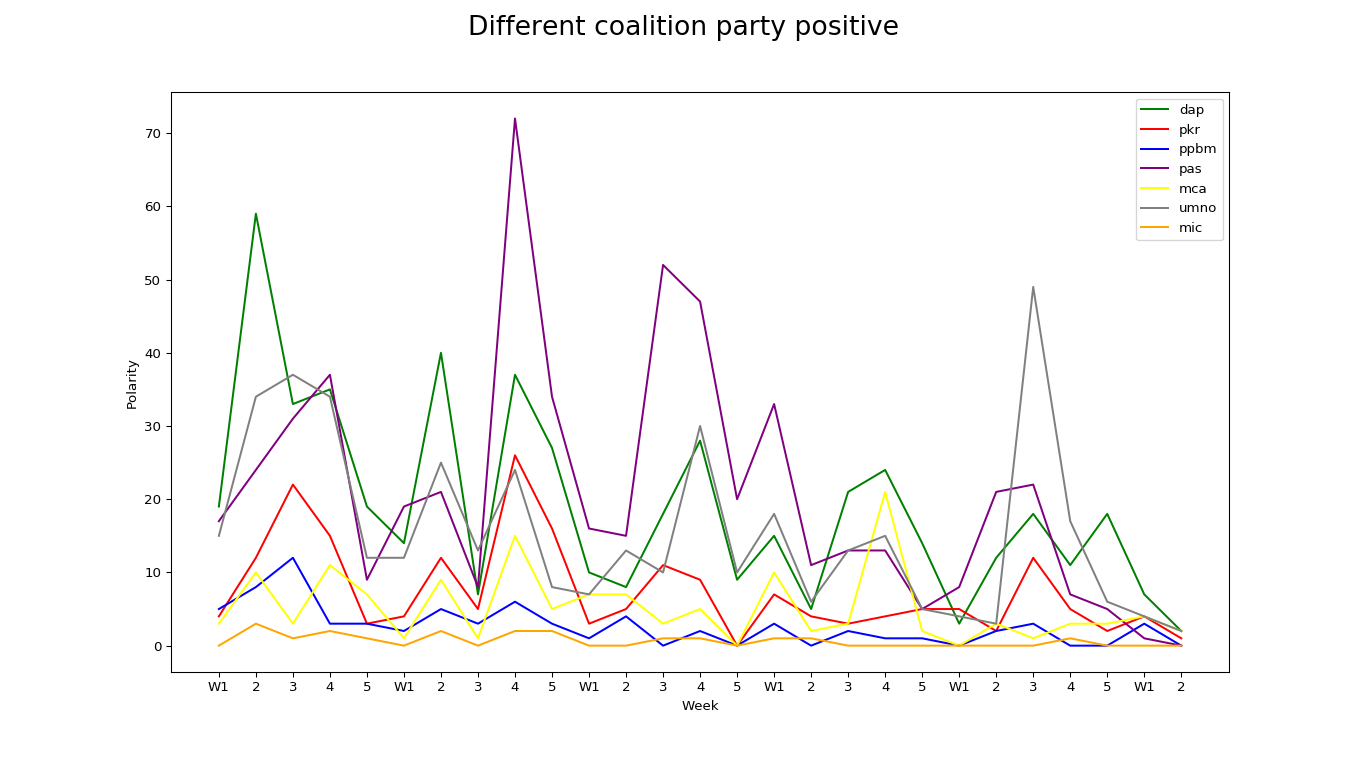 Different coalition party positive
dap
pkr
ppbm
pas
mca
umno
mic
70
60
50
40
30
20
10
0
Polarity
W1 2 3 4 5 W1 2 3 4 5 W1 2 3 4 5 W1 2 3 4 5 W1 2 3 4 5 W1 2
Week